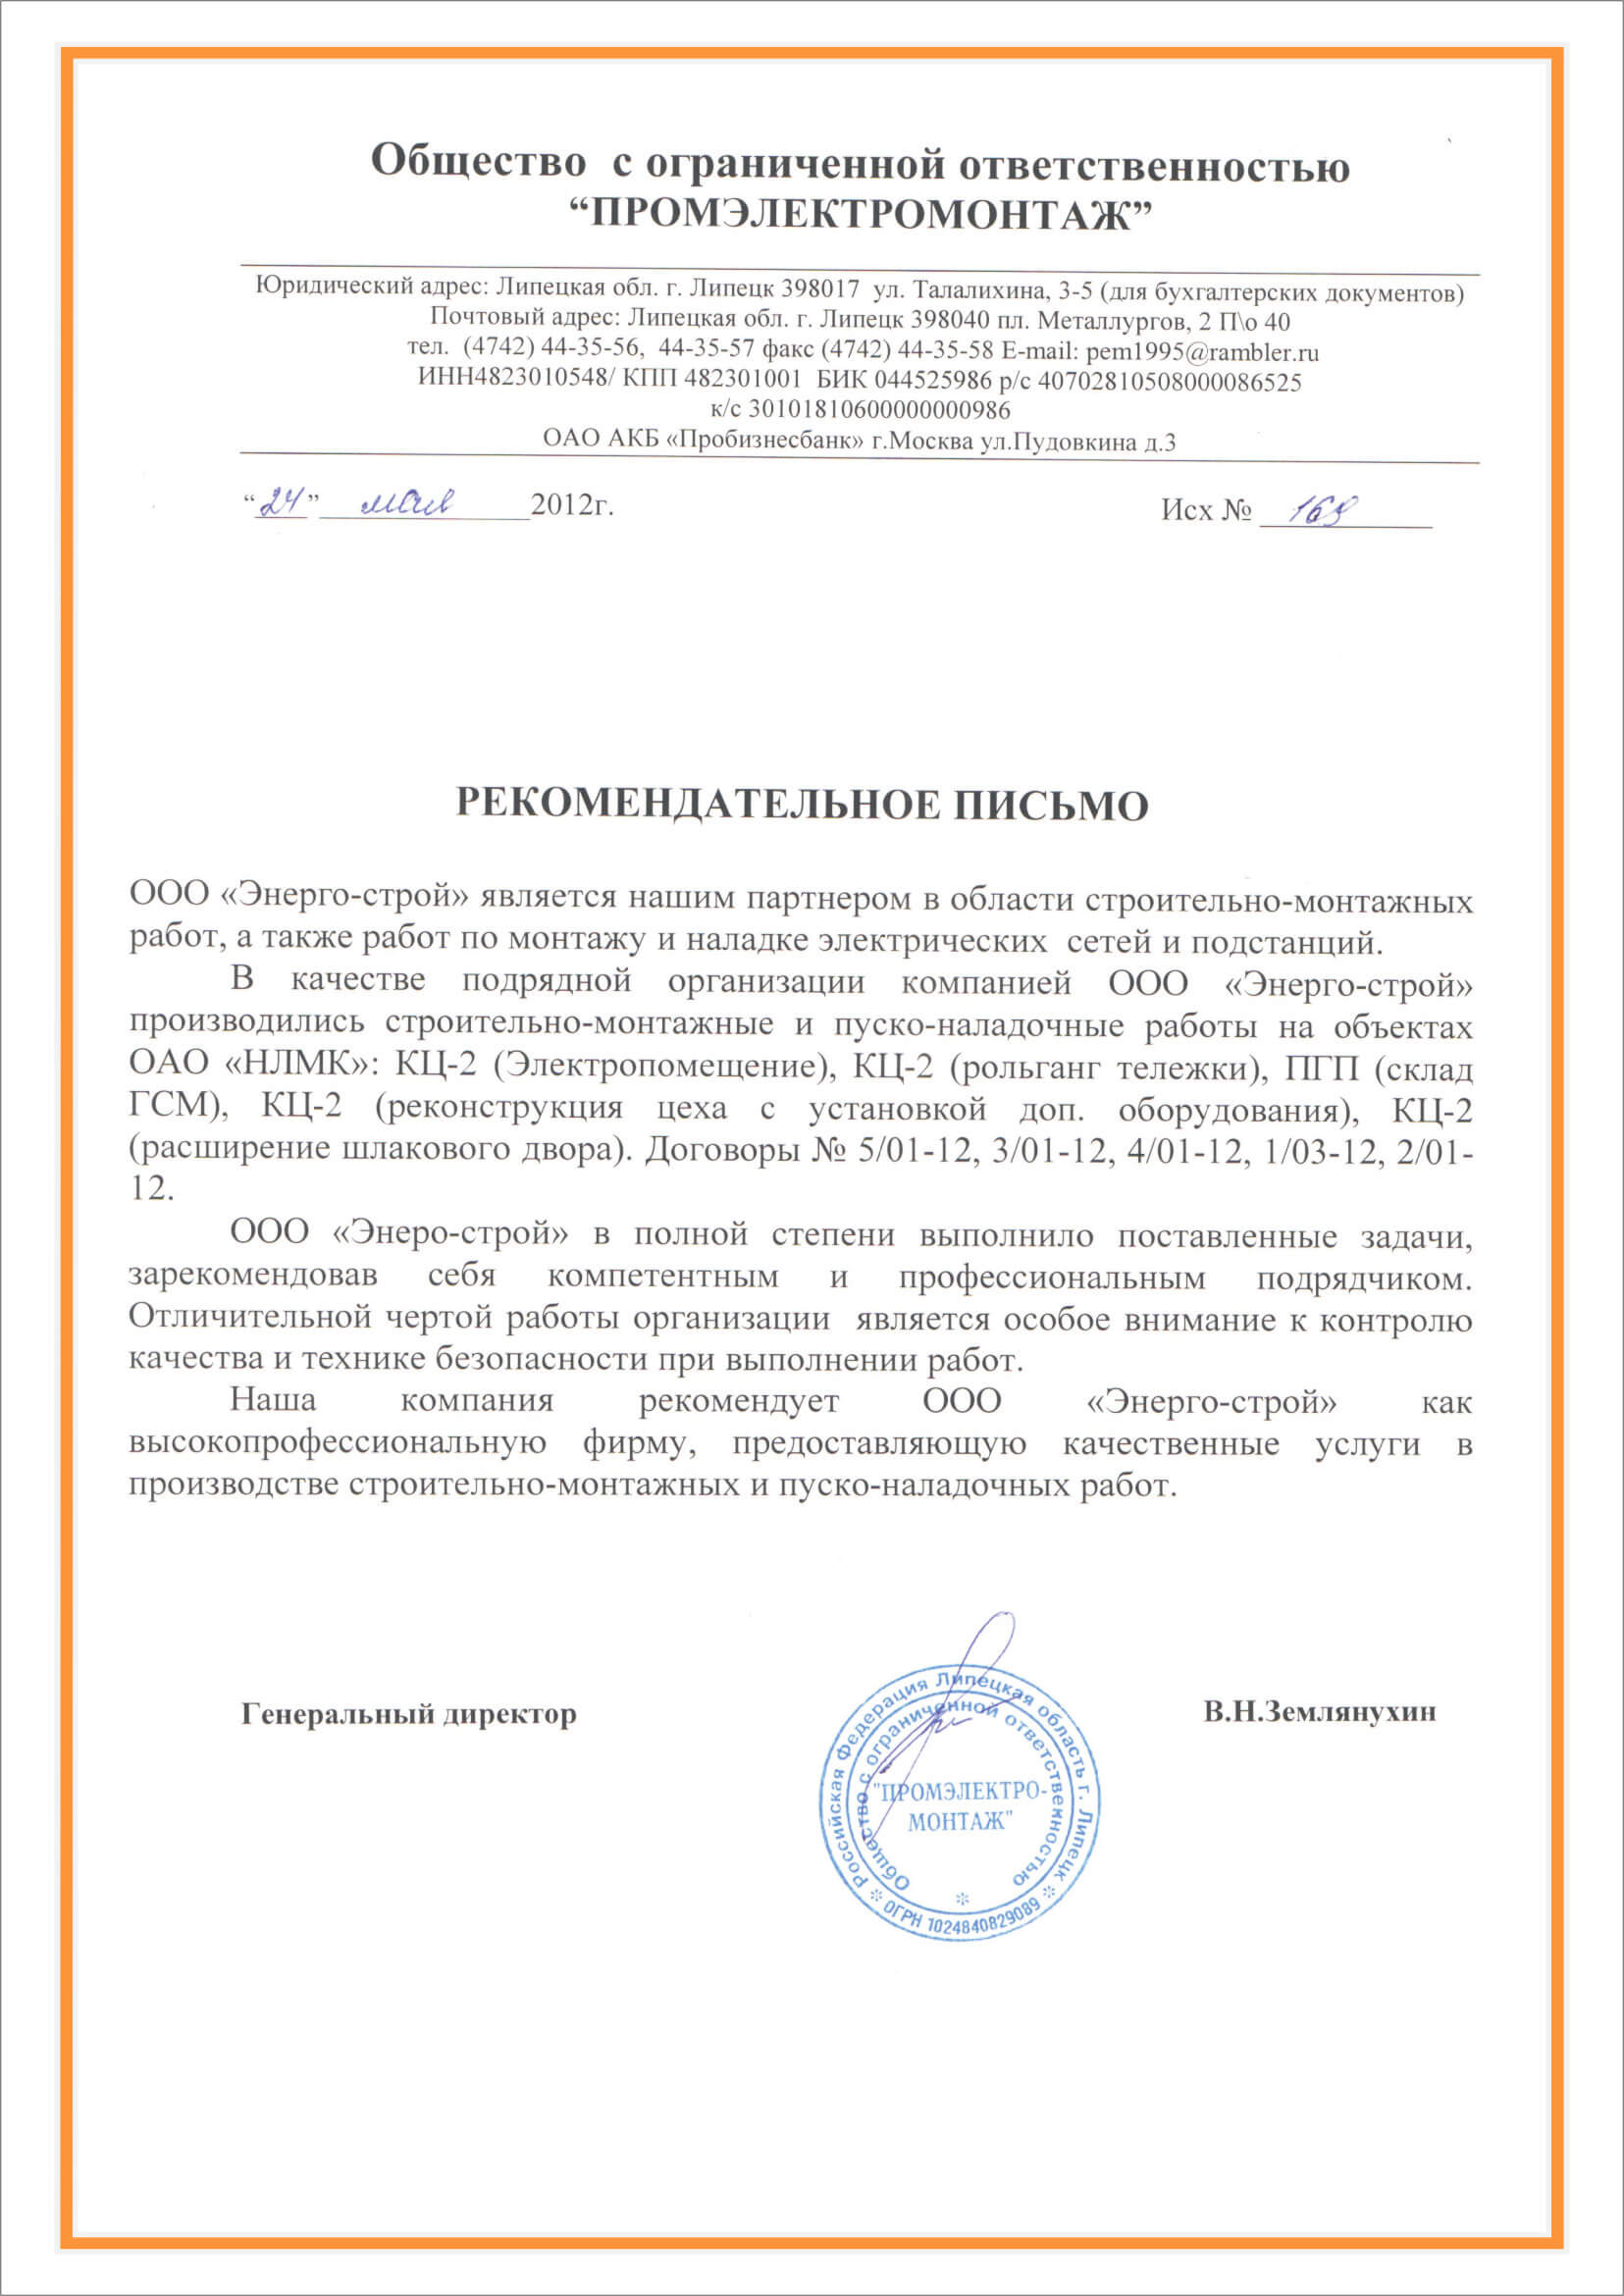 Общество с ограниченной ответственностью
“ПРОМЭЛЕКТРОМОНТАЖ”
Юридический адрес: Липецкая обл. г. Липецк 398017 ул. Талалихина, 3-5 (для бухгалтерских документов)
Почтовый адрес: Липецкая обл. г. Липецк 398040 пл. Металлургов, 2 П\о 40
тел. (4742) 44-35-56, 44-35-57 факс (4742) 44-35-58 E-mail: pem1995@rambler.ru
ИНН4823010548/ КПП 482301001 БИК 044525986 р/с 40702810508000086525
к/с 30101810600000000986
ОАО АКБ «Пробизнесбанк» г.Москва ул.Пудовкина д.3
“24” мая 2012г. Исх № 169
РЕКОМЕНДАТЕЛЬНОЕ ПИСЬМО
ООО «Энерго-строй» является нашим партнером в области строительно-монтажных
работ, а также работ по монтажу и наладке электрических сетей и подстанций.
В качестве подрядной организации компанией ООО «Энерго-строй»
производились строительно-монтажные и пуско-наладочные работы на объектах
ОАО «НЛМК»: КЦ-2 (Электропомещение), КЦ-2 (рольганг тележки), ПГП (склад
ГСМ), КЦ-2 (реконструкция цеха с установкой доп. оборудования), КЦ-2
(расширение шлакового двора). Договоры № 5/01-12, 3/01-12, 4/01-12, 1/03-12, 2/01-
12.
ООО «Энеро-строй» в полной степени выполнило поставленные задачи,
зарекомендовав себя компетентным и профессиональным подрядчиком.
Отличительной чертой работы организации является особое внимание к контролю
качества и технике безопасности при выполнении работ.
Наша компания рекомендует ООО «Энерго-строй» как
высокопрофессиональную фирму, предоставляющую качественные услуги в
производстве строительно-монтажных и пуско-наладочных работ.
Генеральный директор В.Н.Землянухин
Российская Федерация Липецкая область г. Липецк
Общество с ограниченной ответственностью
"ПРОМЭЛЕКТРО-
МОНТАЖ"
ОГРН 1024840829089